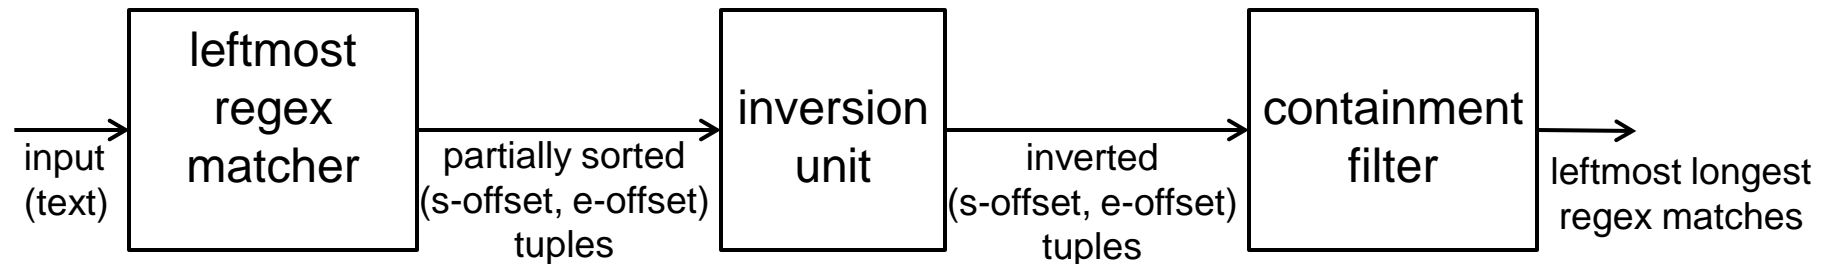 leftmost
regex
matcher
inversion
unit
containment
filter
input
(text)
partially sorted
(s-offset, e-offset)
tuples
inverted
(s-offset, e-offset)
tuples
leftmost longest
regex matches